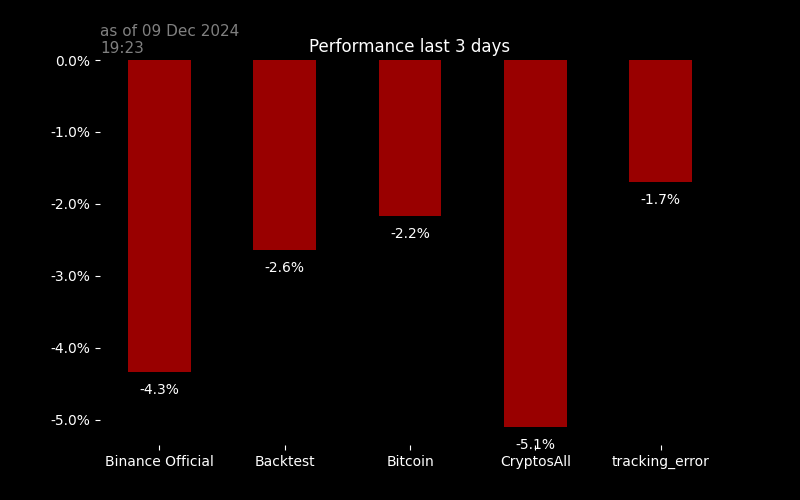 as of 09 Dec 2024
19:23
Performance last 3 days
0.0%
-1.0%
-2.0%
-3.0%
-4.0%
-5.0%
-4.3%
-2.6%
-2.2%
-5.1%
-1.7%
Binance Official
Backtest
Bitcoin
CryptosAll
tracking_error